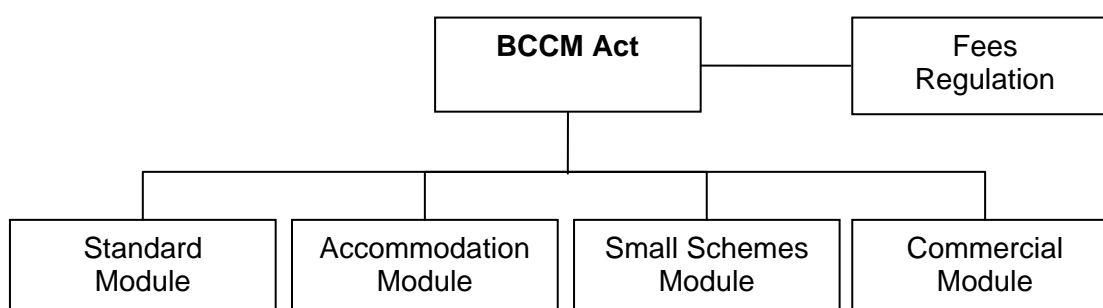 BCCM Act
Fees
Regulation
Standard
Module
Accommodation
Module
Small Schemes
Module
Commercial
Module